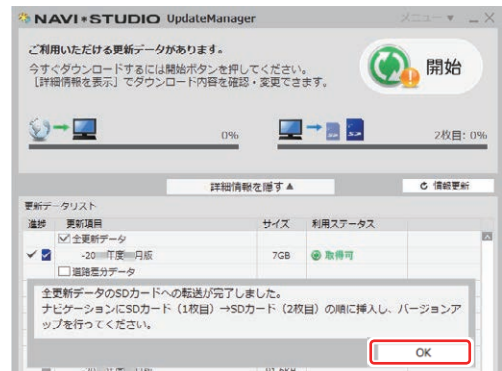 NAVI*STUDIO UpdateManager
メニュー ▼ _ X
ご利用いただける更新データがあります。
今すぐダウンロードするには開始ボタンを押してください。
[詳細情報を表示]でダウンロード内容を確認・変更できます。
開始
0%
2枚目: 0%
詳細情報を隠す▲
情報更新
更新データリスト
進捗 更新項目 サイズ 利用ステータス
全更新データ
-20 年度 月版 7GB 取得可
道路差分データ
全更新データのSDカードへの転送が完了しました。
ナビゲーションにSDカード(1枚目)→SDカード(2枚目)の順に挿入し、バージョンア
ップを行ってください。
OK